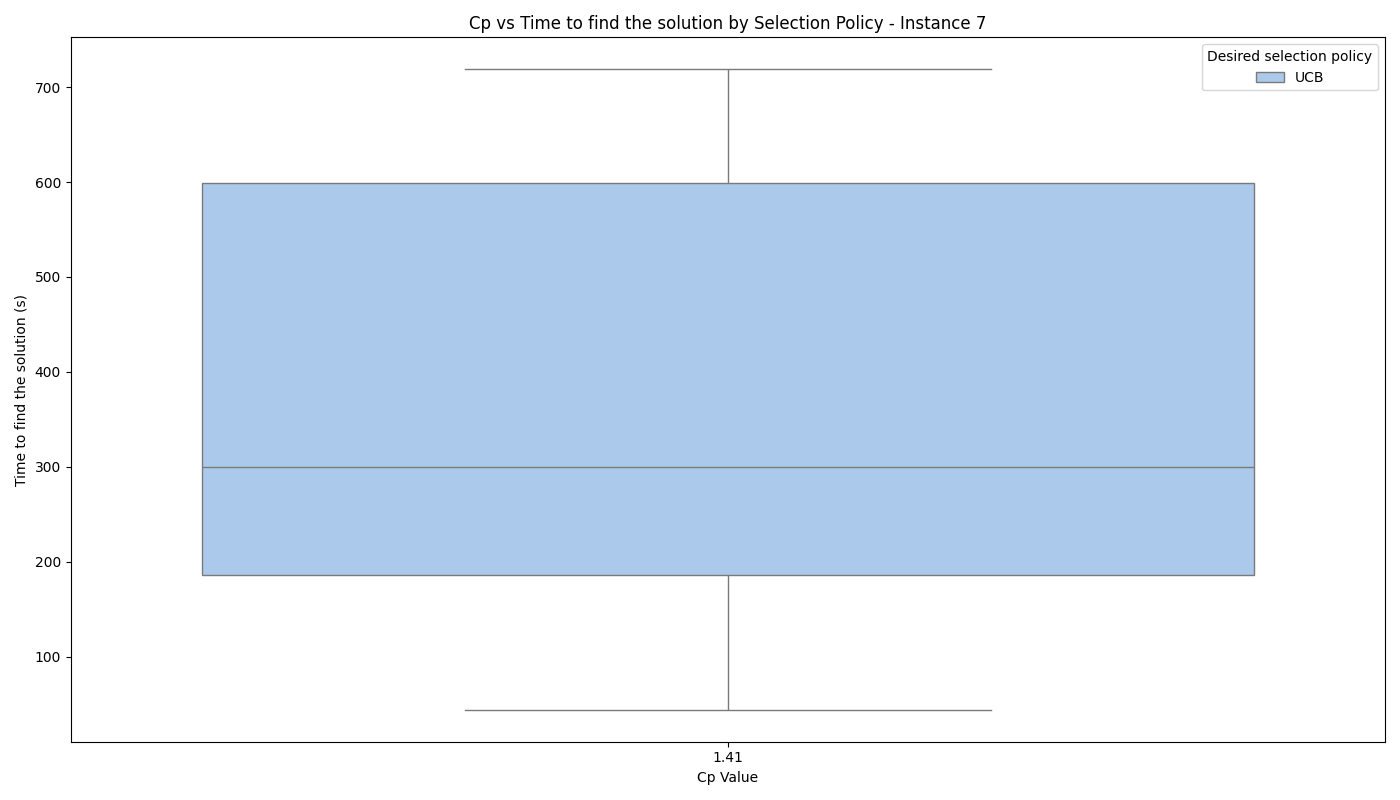 Cp vs Time to find the solution by Selection Policy - Instance 7
Desired selection policy
UCB
Time to find the solution (s)
700
600
500
400
300
200
100
1.41
Cp Value